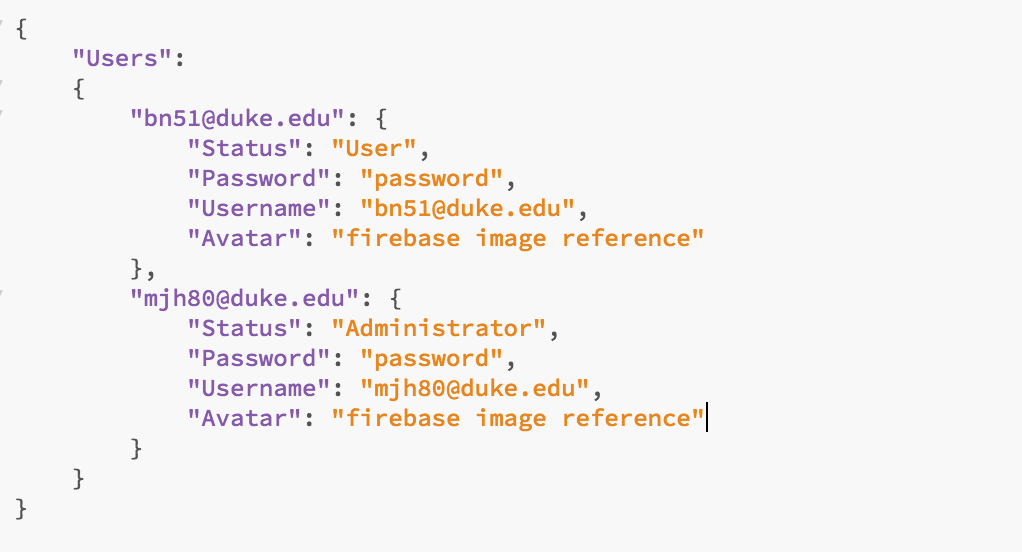 {
"Users":
{
"bn51@duke.edu": {
"Status": "User",
"Password": "password",
"Username": "bn51@duke.edu",
"Avatar": "firebase image reference"
},
"mjh80@duke.edu": {
"Status": "Administrator",
"Password": "password",
"Username": "mjh80@duke.edu",
"Avatar": "firebase image reference"
}
}
}